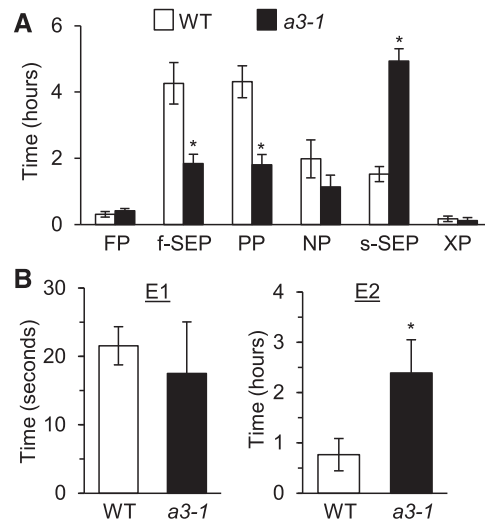 A WT a3-1
Time (hours)
6
4
2
0
* * *
FP f-SEP PP NP s-SEP XP
B E1 E2
Time (seconds)
30
20
10
0
WT a3-1
Time (hours)
4
3
2
1
0
*
WT a3-1